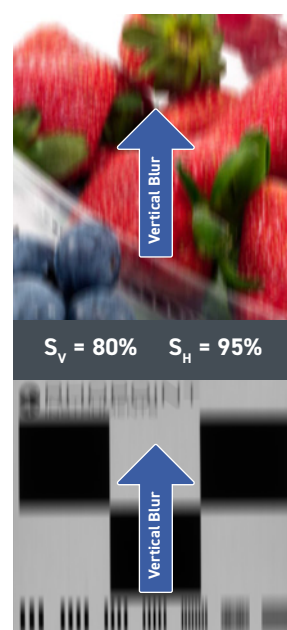 Vertical Blur
SV = 80% SH = 95%
Vertical Blur